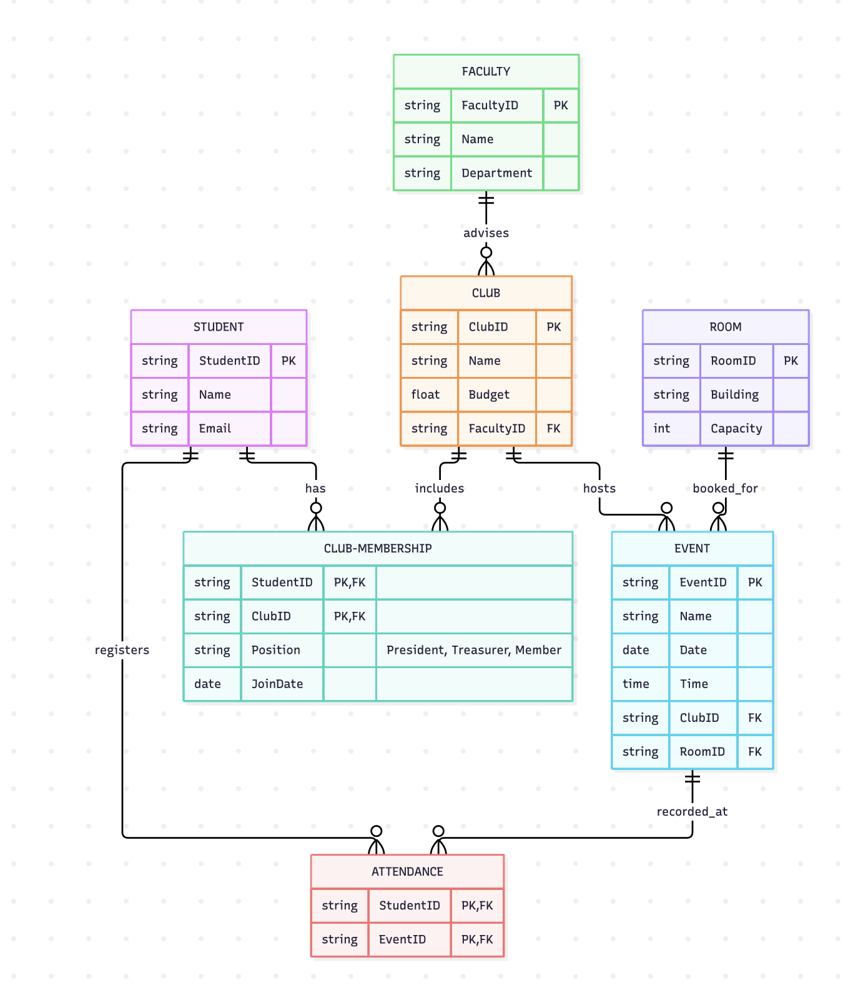 FACULTY
string FacultyID PK
string Name
string Department
advises
CLUB
string ClubID PK
string Name
float Budget
string FacultyID FK
STUDENT
string StudentID PK
string Name
string Email
ROOM
string RoomID PK
string Building
int Capacity
has
includes
hosts
booked_for
CLUB-MEMBERSHIP
string StudentID PK,FK
string ClubID PK,FK
string Position President, Treasurer, Member
date JoinDate
EVENT
string EventID PK
string Name
date Date
time Time
string ClubID FK
string RoomID FK
registers
recorded_at
ATTENDANCE
string StudentID PK,FK
string EventID PK,FK